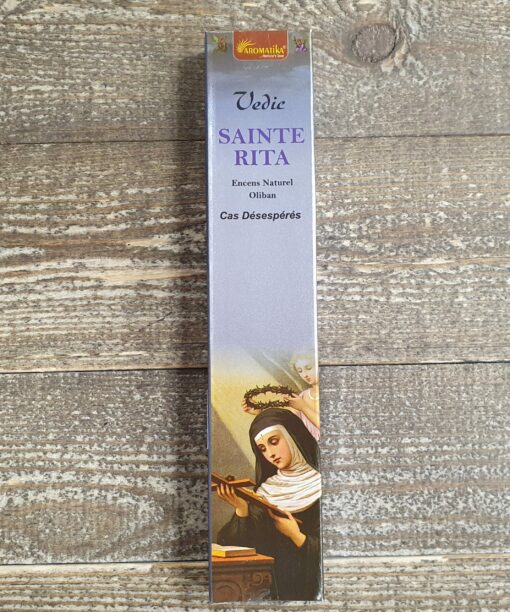 AROMATIKA
Vedic
SAINTE
RITA
Encens Naturel
Oliban
Cas Désespérés